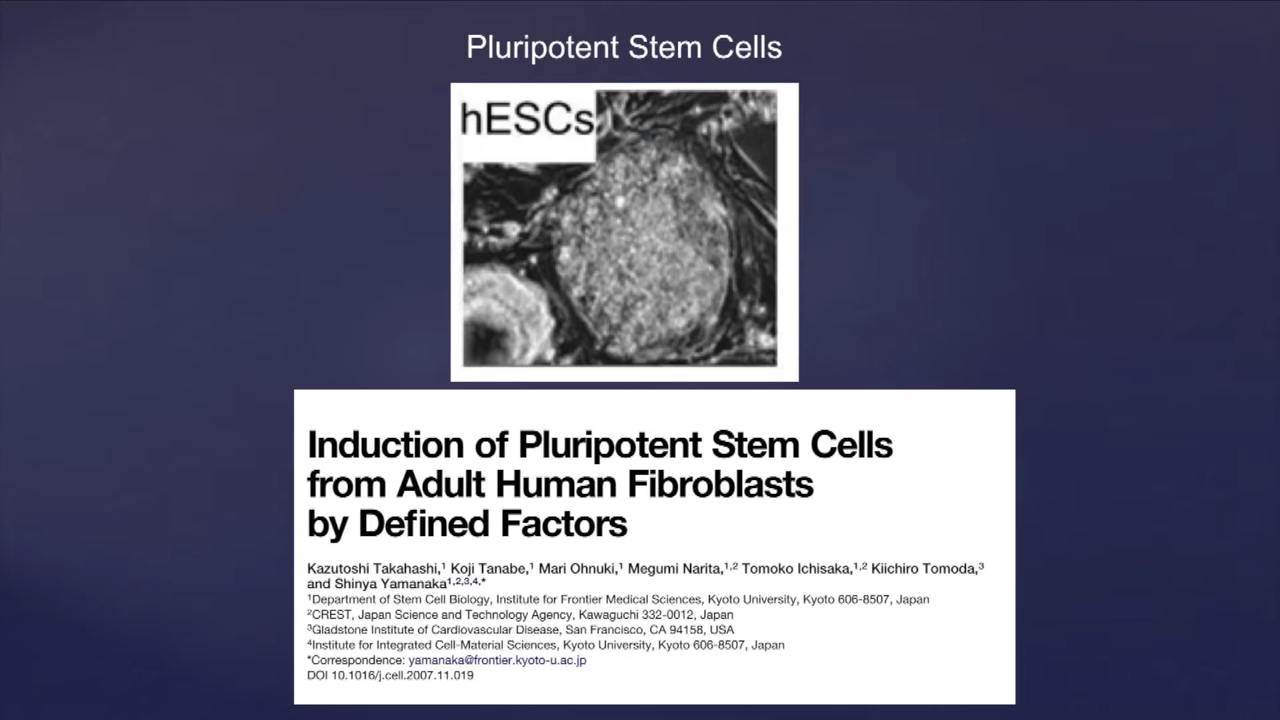 Pluripotent Stem Cells
hESCs
Induction of Pluripotent Stem Cells
from Adult Human Fibroblasts
by Defined Factors
Kazutoshi Takahashi,¹ Koji Tanabe,¹ Mari Ohnuki,¹ Megumi Narita,¹,² Tomoko Ichisaka,¹,² Kiichiro Tomoda,³
and Shinya Yamanaka¹,²,³,⁴,*
¹Department of Stem Cell Biology, Institute for Frontier Medical Sciences, Kyoto University, Kyoto 606-8507, Japan
²CREST, Japan Science and Technology Agency, Kawaguchi 332-0012, Japan
³Gladstone Institute of Cardiovascular Disease, San Francisco, CA 94158, USA
⁴Institute for Integrated Cell-Material Sciences, Kyoto University, Kyoto 606-8507, Japan
*Correspondence: yamanaka@frontier.kyoto-u.ac.jp
DOI 10.1016/j.cell.2007.11.019